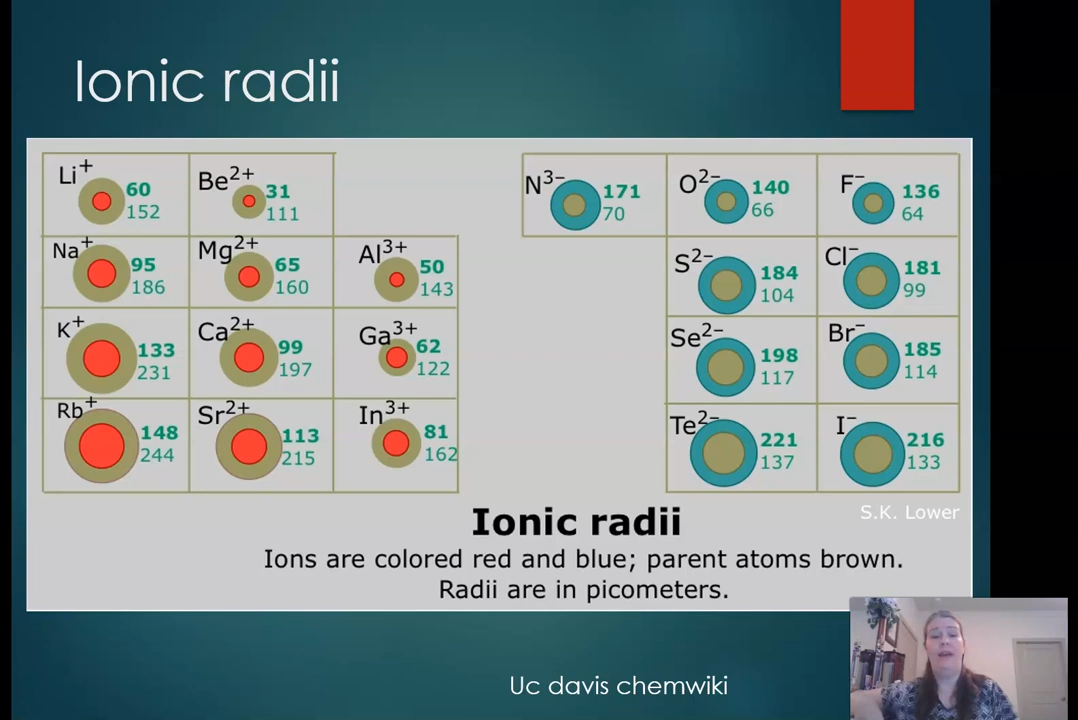 Ionic radii
Li+ 60 152
Be2+ 31 111
N3− 171 70
O2− 140 66
F− 136 64
Na+ 95 186
Mg2+ 65 160
Al3+ 50 143
S2− 184 104
Cl− 181 99
K+ 133 231
Ca2+ 99 197
Ga3+ 62 122
Se2− 198 117
Br− 185 114
Rb+ 148 244
Sr2+ 113 215
In3+ 81 162
Te2− 221 137
I− 216 133
S.K. Lower
Ionic radii
Ions are colored red and blue; parent atoms brown.
Radii are in picometers.
Uc davis chemwiki